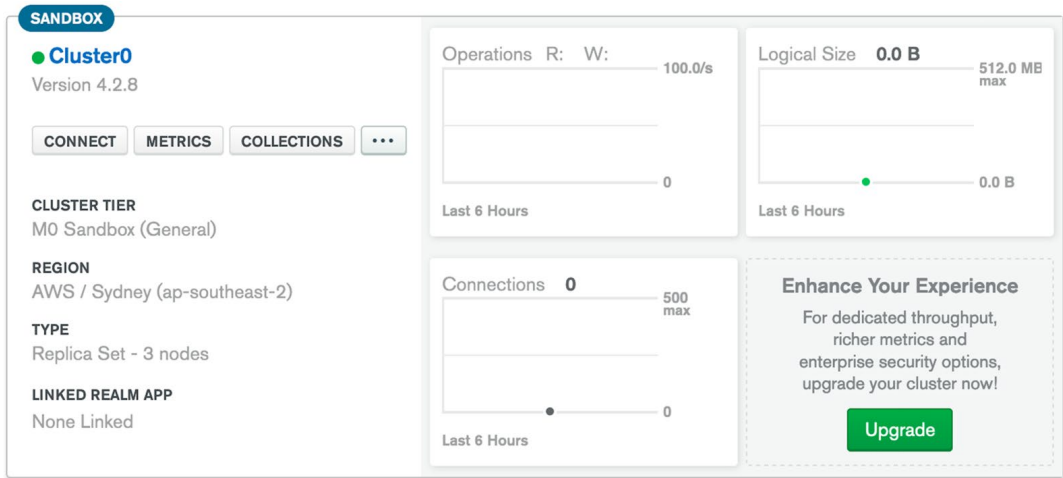 SANDBOX
Cluster0
Version 4.2.8
CONNECT METRICS COLLECTIONS ...
CLUSTER TIER
M0 Sandbox (General)
REGION
AWS / Sydney (ap-southeast-2)
TYPE
Replica Set - 3 nodes
LINKED REALM APP
None Linked
Operations R: W:
100.0/s
0
Last 6 Hours
Logical Size 0.0 B
512.0 MB
max
0.0 B
Last 6 Hours
Connections 0
500
max
0
Last 6 Hours
Enhance Your Experience
For dedicated throughput,
richer metrics and
enterprise security options,
upgrade your cluster now!
Upgrade